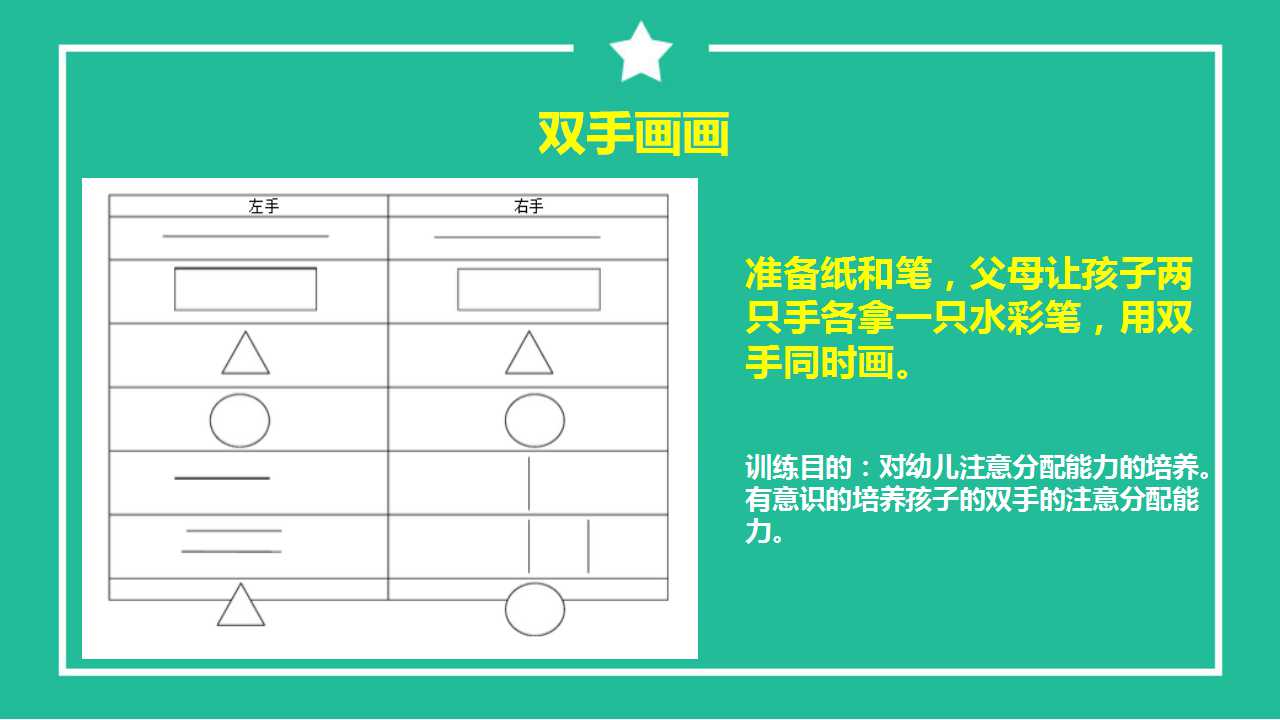 双手画画
左手 右手
准备纸和笔，父母让孩子两
只手各拿一只水彩笔，用双
手同时画。
训练目的：对幼儿注意分配能力的培养。
有意识的培养孩子的双手的注意分配能
力。